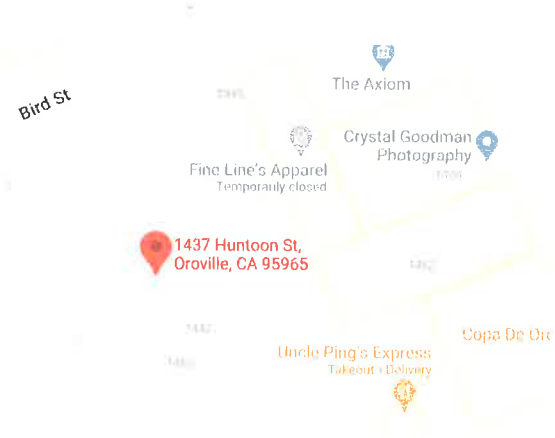 The Axiom
Bird St
Crystal Goodman
Photography
Fine Line's Apparel
Temporarily closed
1437 Huntoon St,
Oroville, CA 95965
Uncle Ping's Express
Takeout • Delivery
Copa De Oro